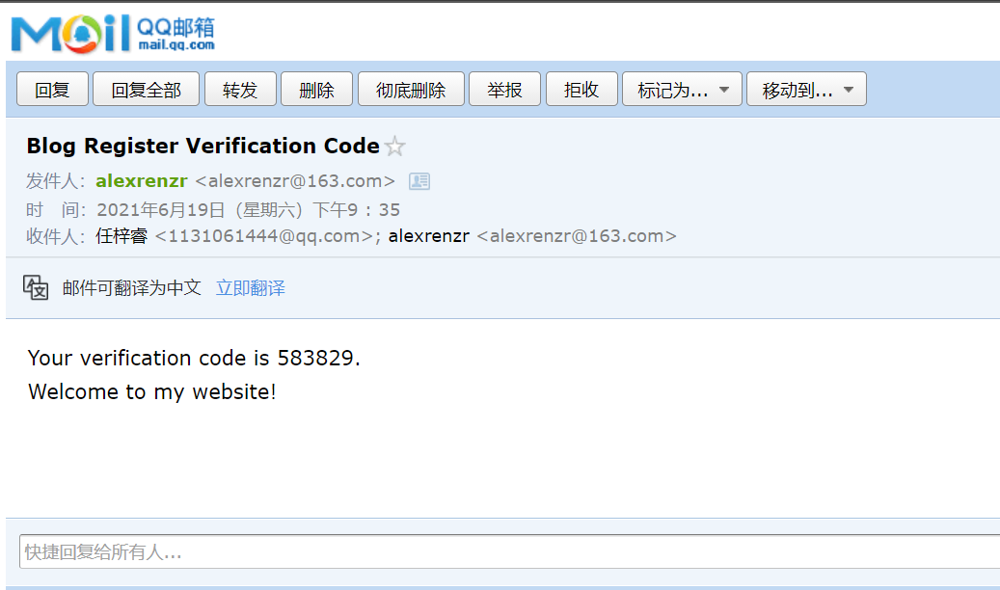 Mail QQ邮箱
mail.qq.com
回复 回复全部 转发 删除 彻底删除 举报 拒收 标记为... 移动到...
Blog Register Verification Code
发件人：alexrenzr <alexrenzr@163.com>
时 间：2021年6月19日（星期六）下午9：35
收件人：任梓睿 <1131061444@qq.com>; alexrenzr <alexrenzr@163.com>
邮件可翻译为中文 立即翻译
Your verification code is 583829.
Welcome to my website!
快捷回复给所有人...